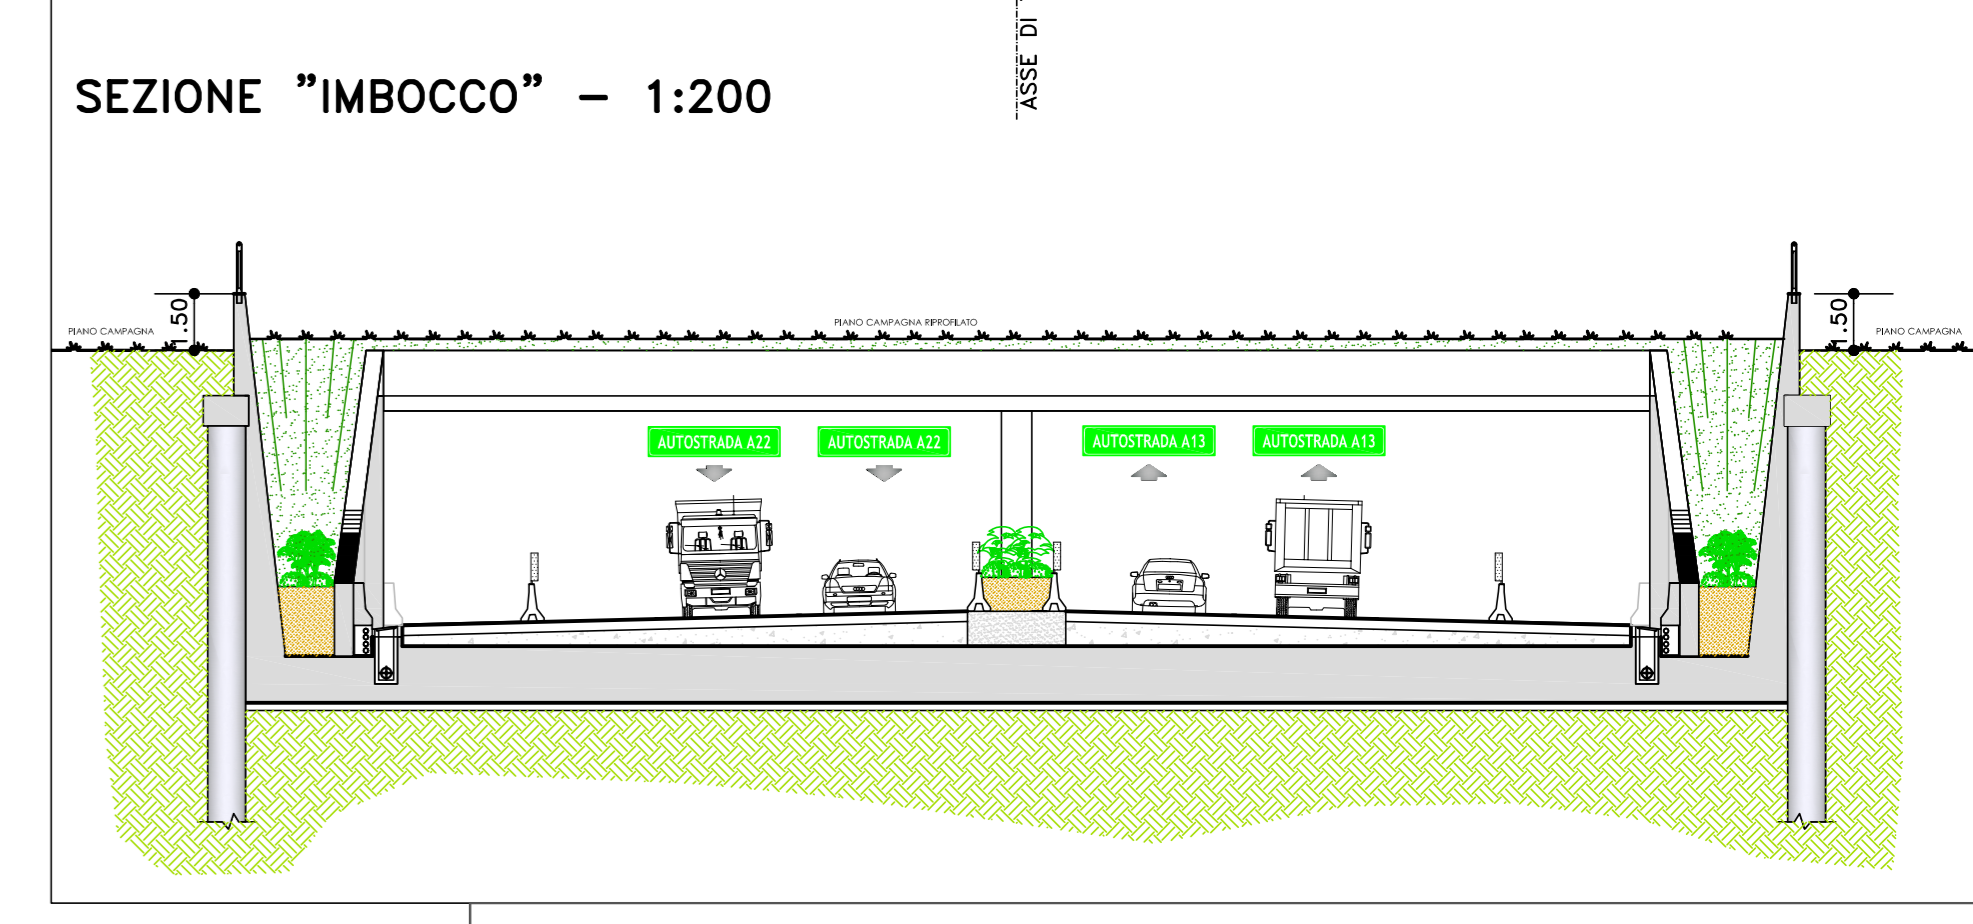 ASSE DI
SEZIONE "IMBOCCO" – 1:200
1.50
PIANO CAMPAGNA
PIANO CAMPAGNA RIPROFILATO
1.50
PIANO CAMPAGNA
AUTOSTRADA A22
AUTOSTRADA A22
AUTOSTRADA A13
AUTOSTRADA A13